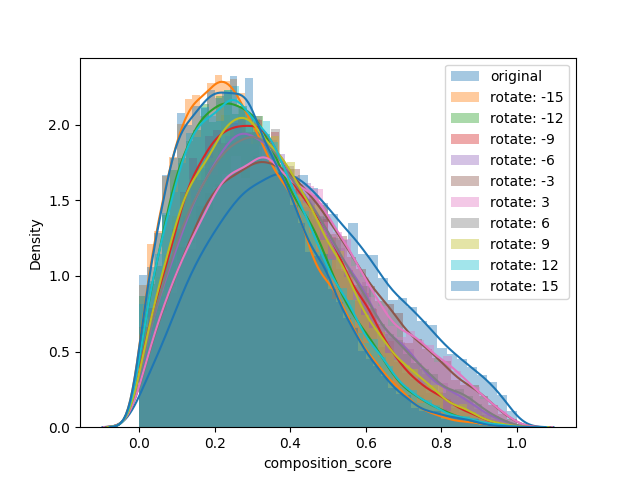 original
rotate: -15
rotate: -12
rotate: -9
rotate: -6
rotate: -3
rotate: 3
rotate: 6
rotate: 9
rotate: 12
rotate: 15
Density
2.0
1.5
1.0
0.5
0.0
0.0 0.2 0.4 0.6 0.8 1.0
composition_score